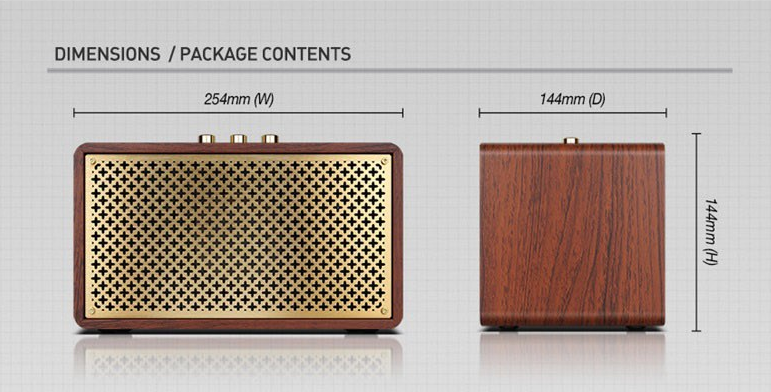 DIMENSIONS / PACKAGE CONTENTS
254mm (W)
144mm (D)
144mm (H)